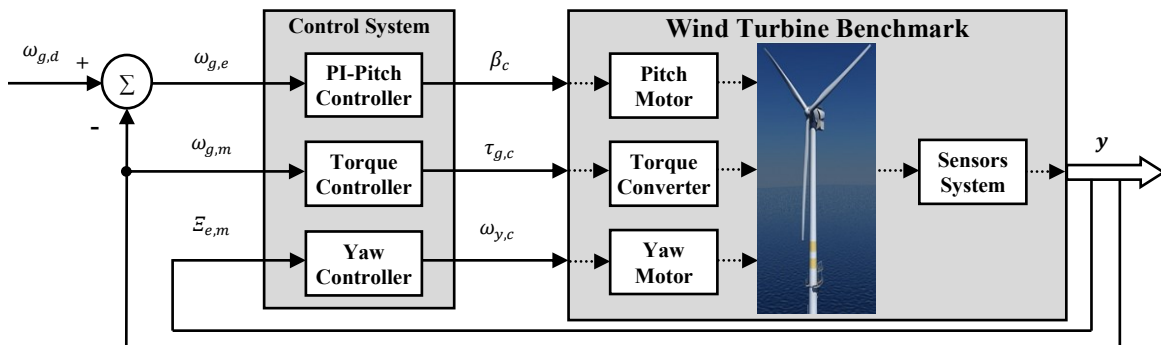 Control System
Wind Turbine Benchmark
ω_{g,d}
+
Σ
-
ω_{g,e}
PI-Pitch
Controller
β_c
Pitch
Motor
ω_{g,m}
Torque
Controller
τ_{g,c}
Torque
Converter
Sensors
System
y
Ξ_{e,m}
Yaw
Controller
ω_{y,c}
Yaw
Motor